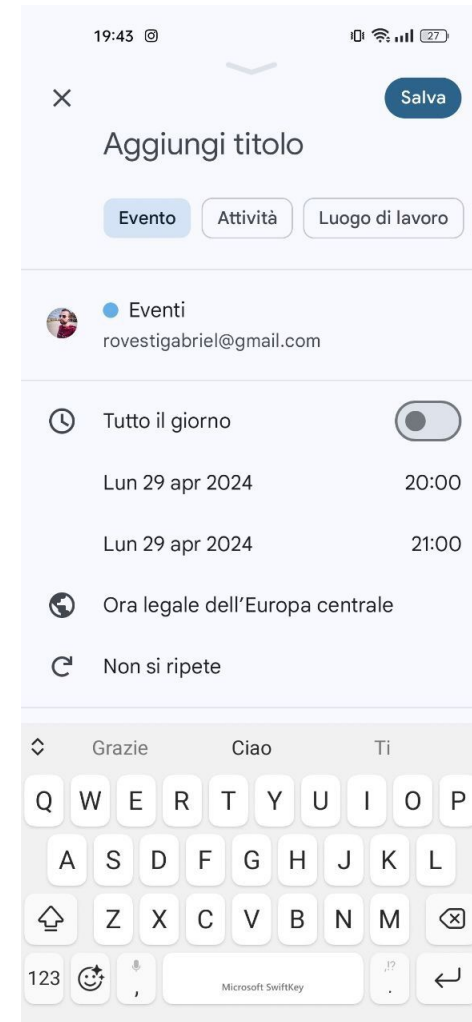 19:43 27
Salva
Aggiungi titolo
Evento Attività Luogo di lavoro
Eventi
rovestigabriel@gmail.com
Tutto il giorno
Lun 29 apr 2024 20:00
Lun 29 apr 2024 21:00
Ora legale dell'Europa centrale
Non si ripete
Grazie Ciao Ti
Q W E R T Y U I O P
A S D F G H J K L
Z X C V B N M
123 , Microsoft SwiftKey ,!? .